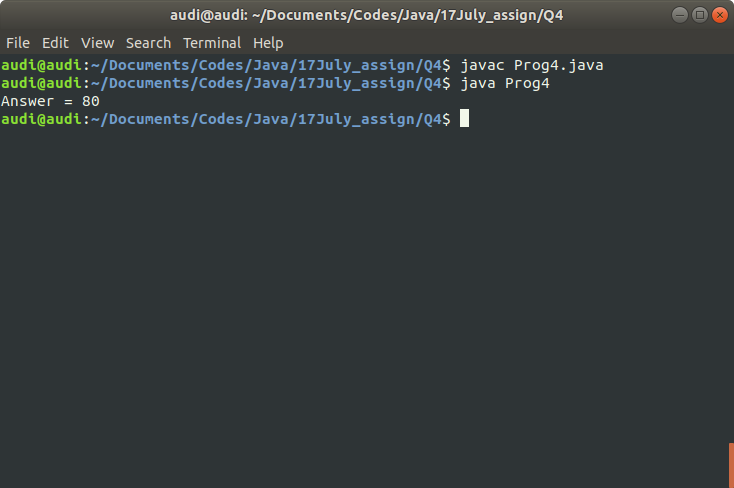 audi@audi: ~/Documents/Codes/Java/17July_assign/Q4
File Edit View Search Terminal Help
audi@audi:~/Documents/Codes/Java/17July_assign/Q4$ javac Prog4.java
audi@audi:~/Documents/Codes/Java/17July_assign/Q4$ java Prog4
Answer = 80
audi@audi:~/Documents/Codes/Java/17July_assign/Q4$